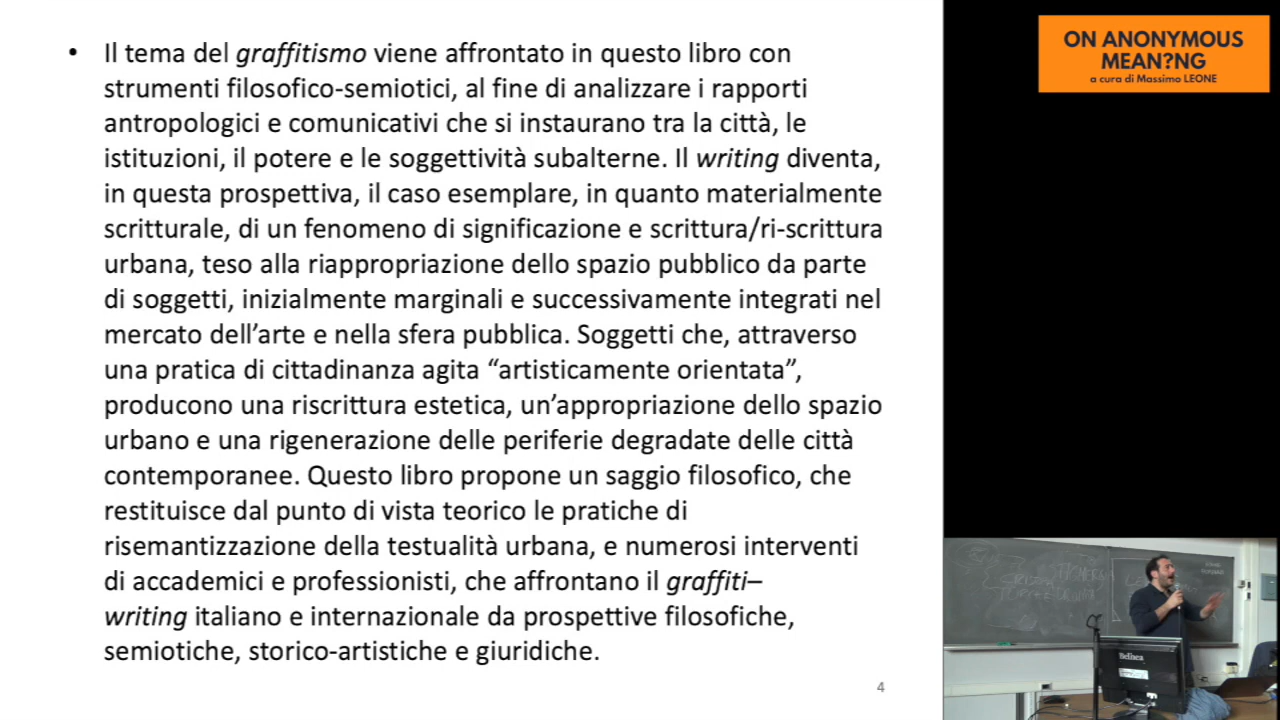 • Il tema del graffitismo viene affrontato in questo libro con
strumenti filosofico-semiotici, al fine di analizzare i rapporti
antropologici e comunicativi che si instaurano tra la città, le
istituzioni, il potere e le soggettività subalterne. Il writing diventa,
in questa prospettiva, il caso esemplare, in quanto materialmente
scritturale, di un fenomeno di significazione e scrittura/ri-scrittura
urbana, teso alla riappropriazione dello spazio pubblico da parte
di soggetti, inizialmente marginali e successivamente integrati nel
mercato dell’arte e nella sfera pubblica. Soggetti che, attraverso
una pratica di cittadinanza agita “artisticamente orientata”,
producono una riscrittura estetica, un’appropriazione dello spazio
urbano e una rigenerazione delle periferie degradate delle città
contemporanee. Questo libro propone un saggio filosofico, che
restituisce dal punto di vista teorico le pratiche di
risemantizzazione della testualità urbana, e numerosi interventi
di accademici e professionisti, che affrontano il graffiti–
writing italiano e internazionale da prospettive filosofiche,
semiotiche, storico-artistiche e giuridiche.
4
ON ANONYMOUS
MEAN?NG
a cura di Massimo LEONE
Belinea